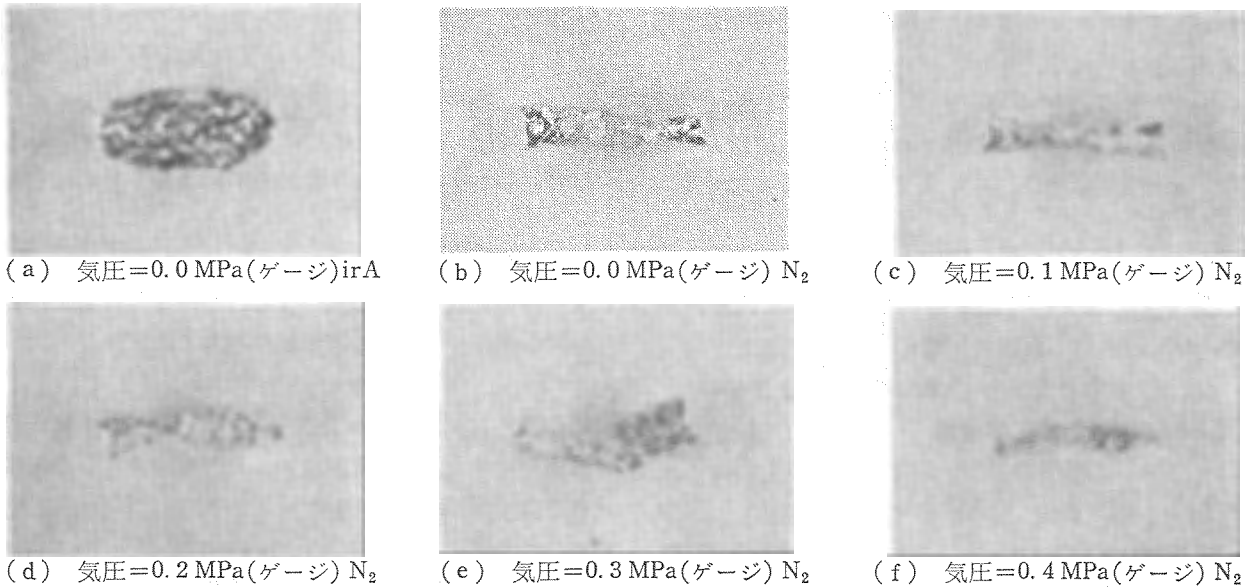 (a) 気圧=0.0 MPa(ゲージ)irA
(b) 気圧=0.0 MPa(ゲージ) N₂
(c) 気圧=0.1 MPa(ゲージ) N₂
(d) 気圧=0.2 MPa(ゲージ) N₂
(e) 気圧=0.3 MPa(ゲージ) N₂
(f) 気圧=0.4 MPa(ゲージ) N₂